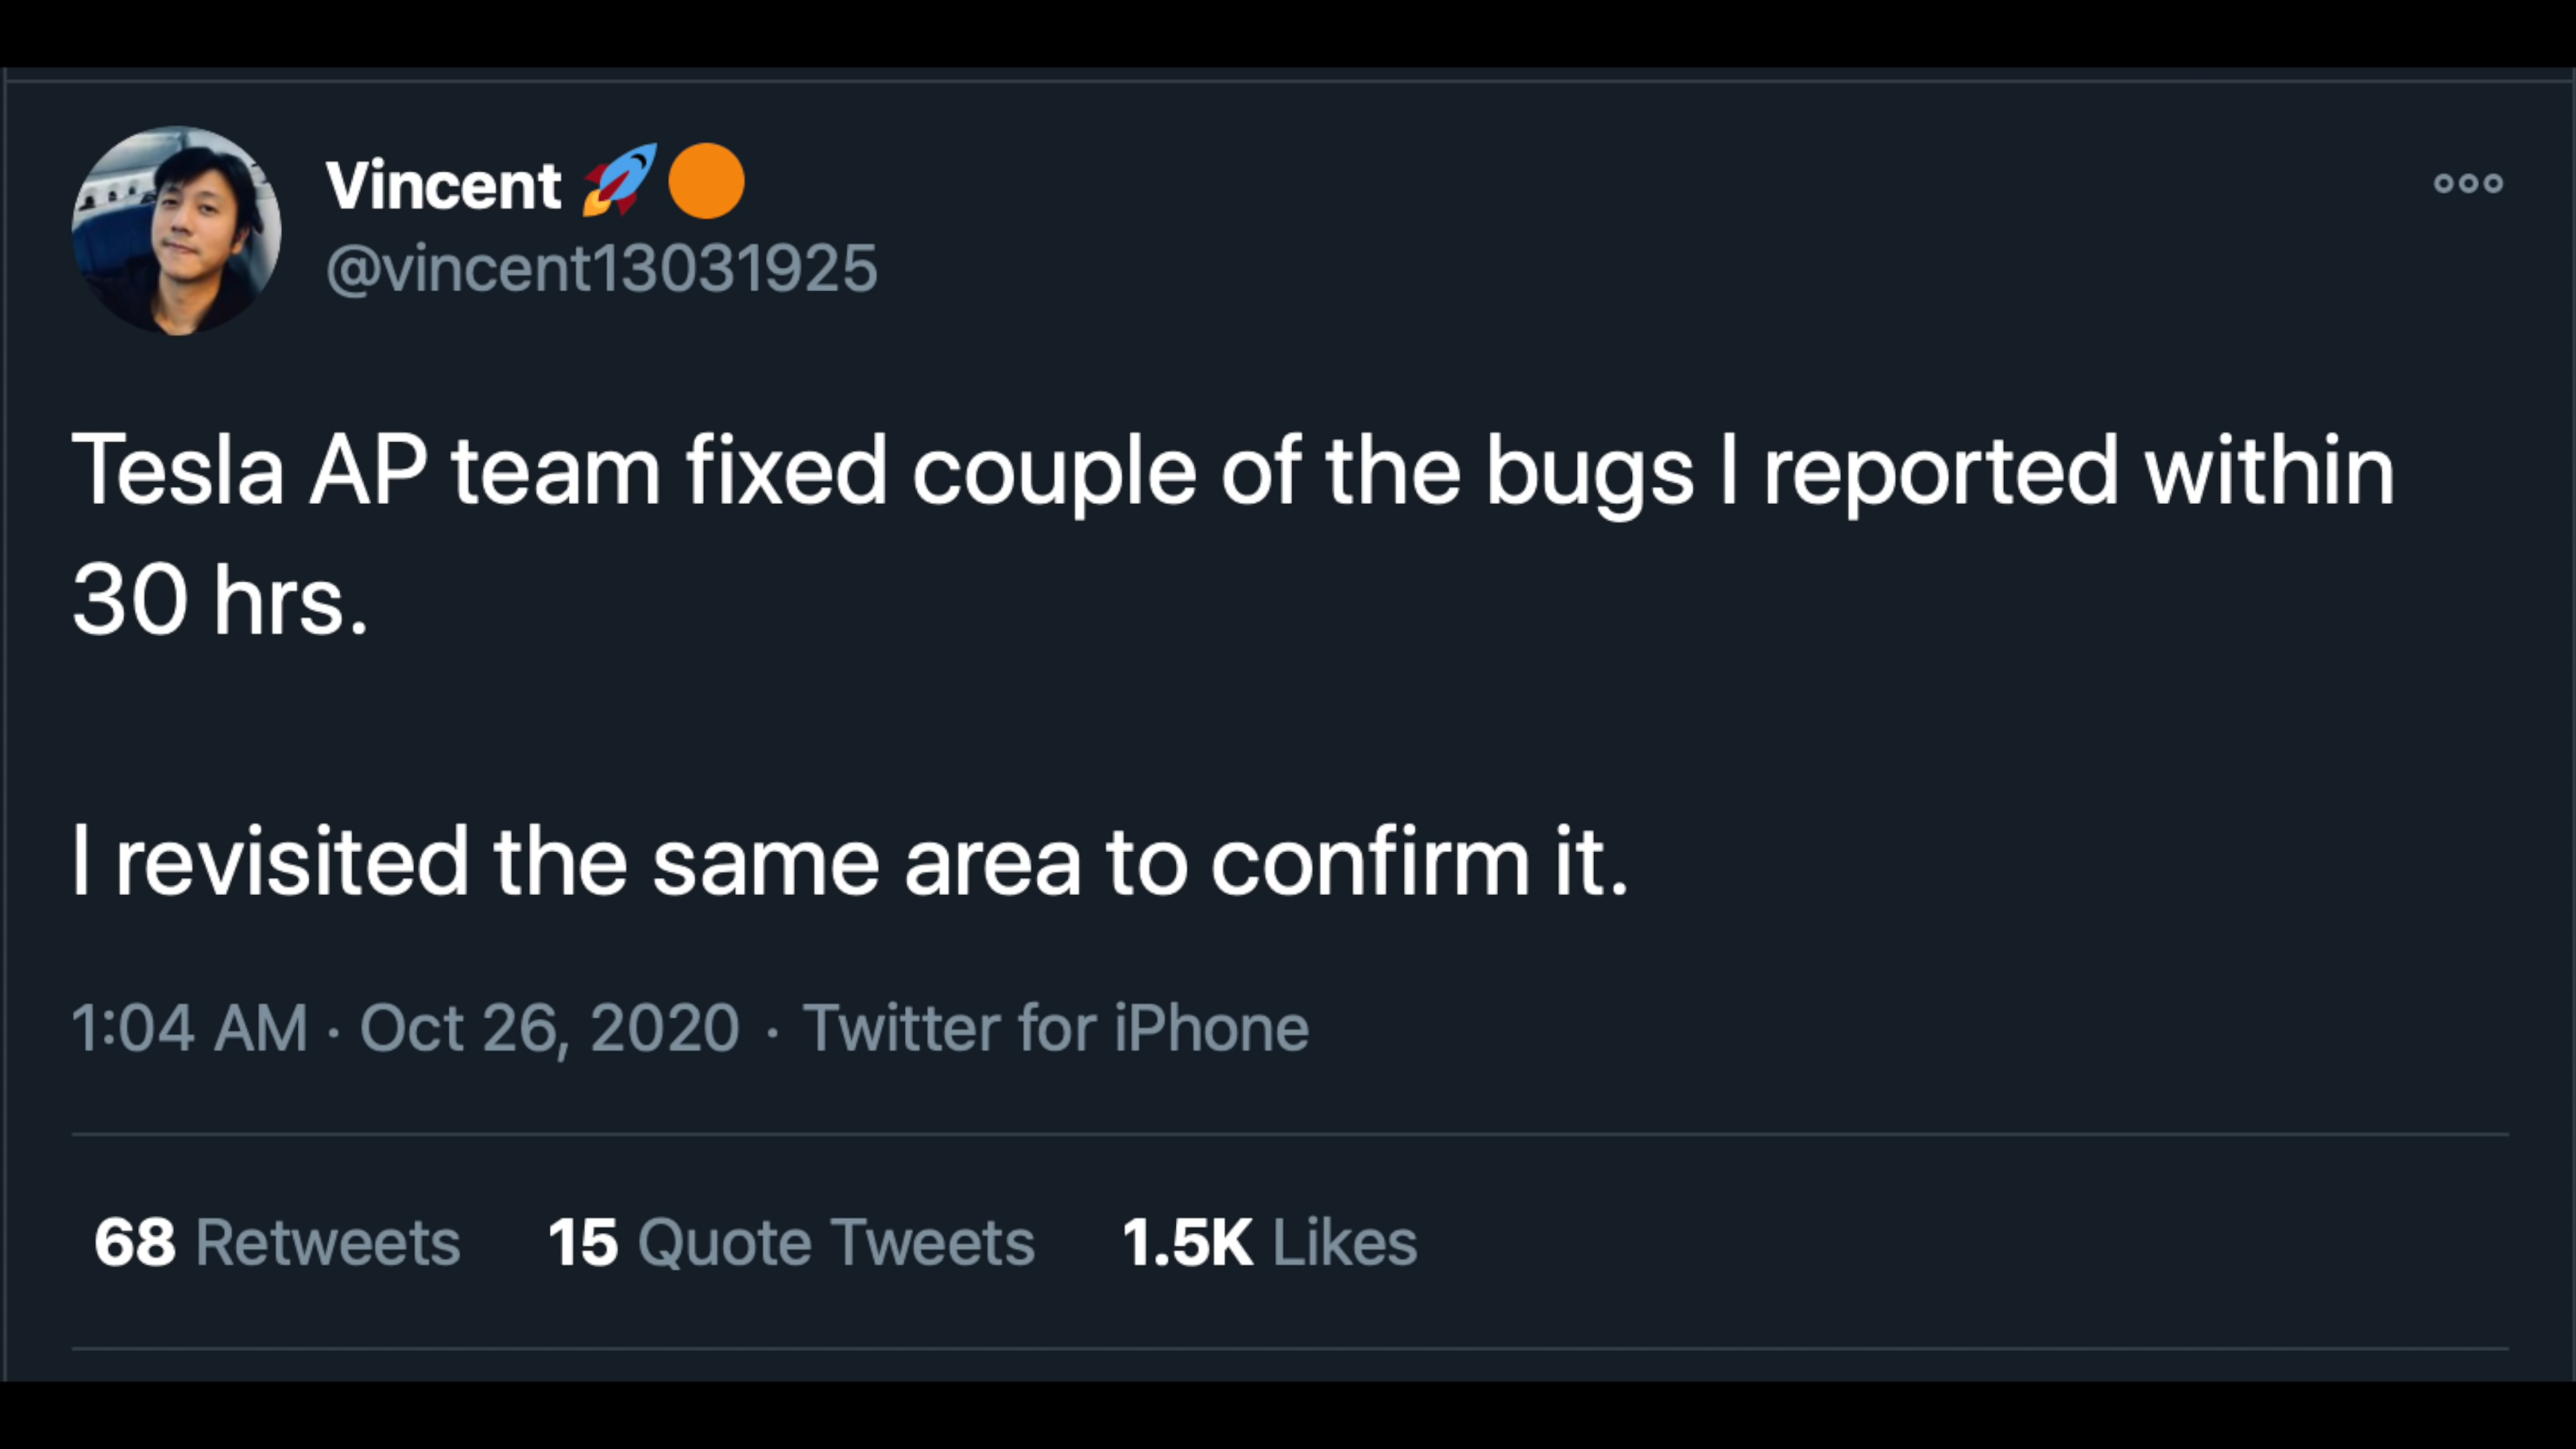 Vincent 🚀🟠
@vincent13031925
Tesla AP team fixed couple of the bugs I reported within
30 hrs.
I revisited the same area to confirm it.
1:04 AM · Oct 26, 2020 · Twitter for iPhone
68 Retweets 15 Quote Tweets 1.5K Likes